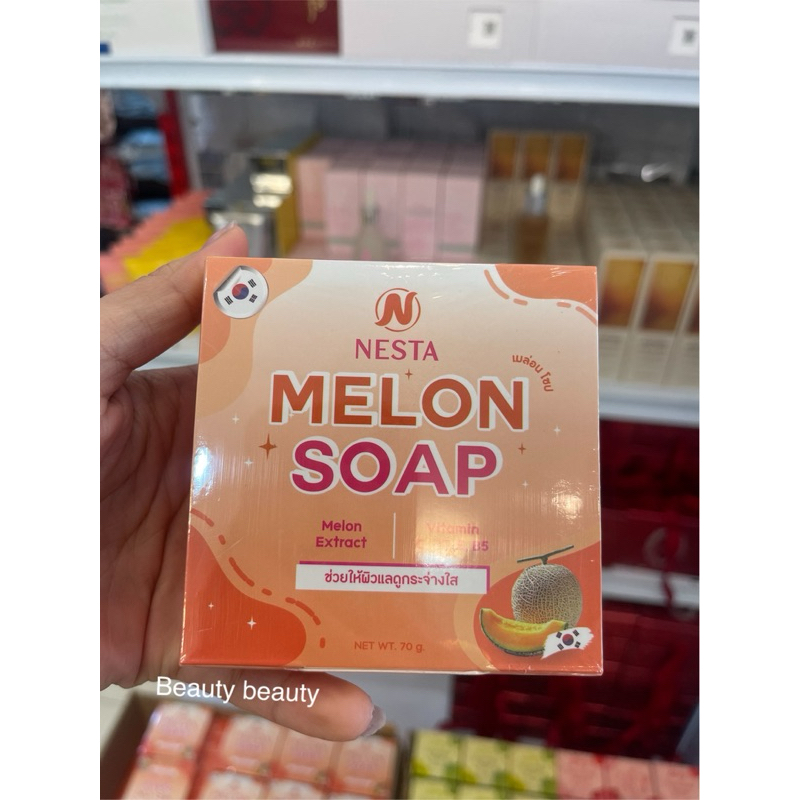 NESTA
เมล่อน โซป
MELON
SOAP
Melon
Extract
Vitamin
B5
ช่วยให้ผิวแลดูกระจ่างใส
NET WT. 70 g.
Beauty beauty